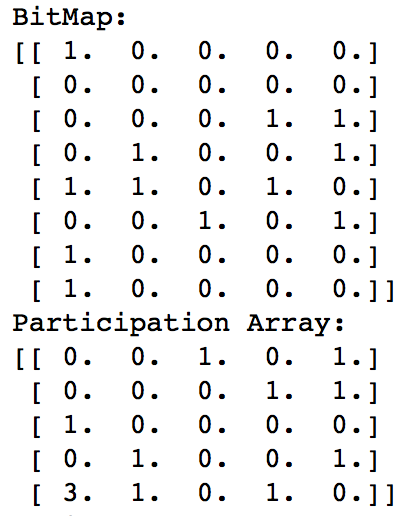 BitMap:
[[ 1. 0. 0. 0. 0.]
[ 0. 0. 0. 0. 0.]
[ 0. 0. 0. 1. 1.]
[ 0. 1. 0. 0. 1.]
[ 1. 1. 0. 1. 0.]
[ 0. 0. 1. 0. 1.]
[ 1. 0. 0. 0. 0.]
[ 1. 0. 0. 0. 0.]]
Participation Array:
[[ 0. 0. 1. 0. 1.]
[ 0. 0. 0. 1. 1.]
[ 1. 0. 0. 0. 0.]
[ 0. 1. 0. 0. 1.]
[ 3. 1. 0. 1. 0.]]